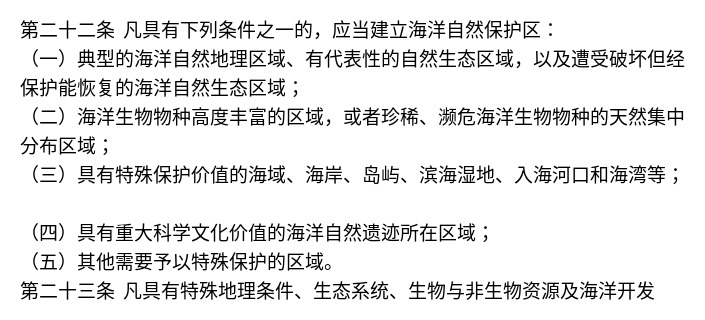 第二十二条  凡具有下列条件之一的，应当建立海洋自然保护区：
（一）典型的海洋自然地理区域、有代表性的自然生态区域，以及遭受破坏但经
保护能恢复的海洋自然生态区域；
（二）海洋生物物种高度丰富的区域，或者珍稀、濒危海洋生物物种的天然集中
分布区域；
（三）具有特殊保护价值的海域、海岸、岛屿、滨海湿地、入海河口和海湾等；
（四）具有重大科学文化价值的海洋自然遗迹所在区域；
（五）其他需要予以特殊保护的区域。
第二十三条  凡具有特殊地理条件、生态系统、生物与非生物资源及海洋开发